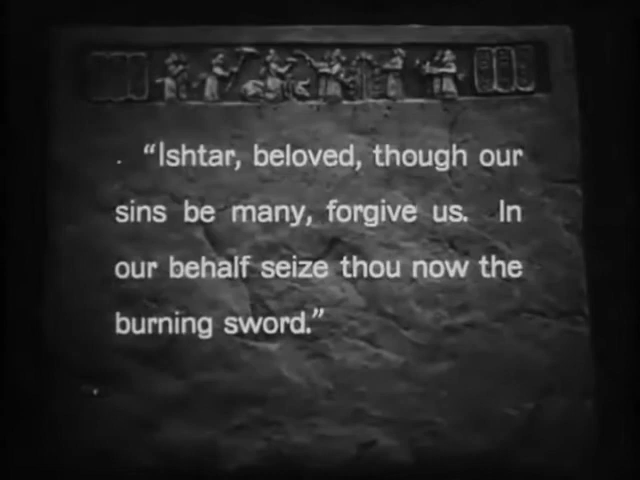 "Ishtar, beloved, though our
sins be many, forgive us. In
our behalf seize thou now the
burning sword."